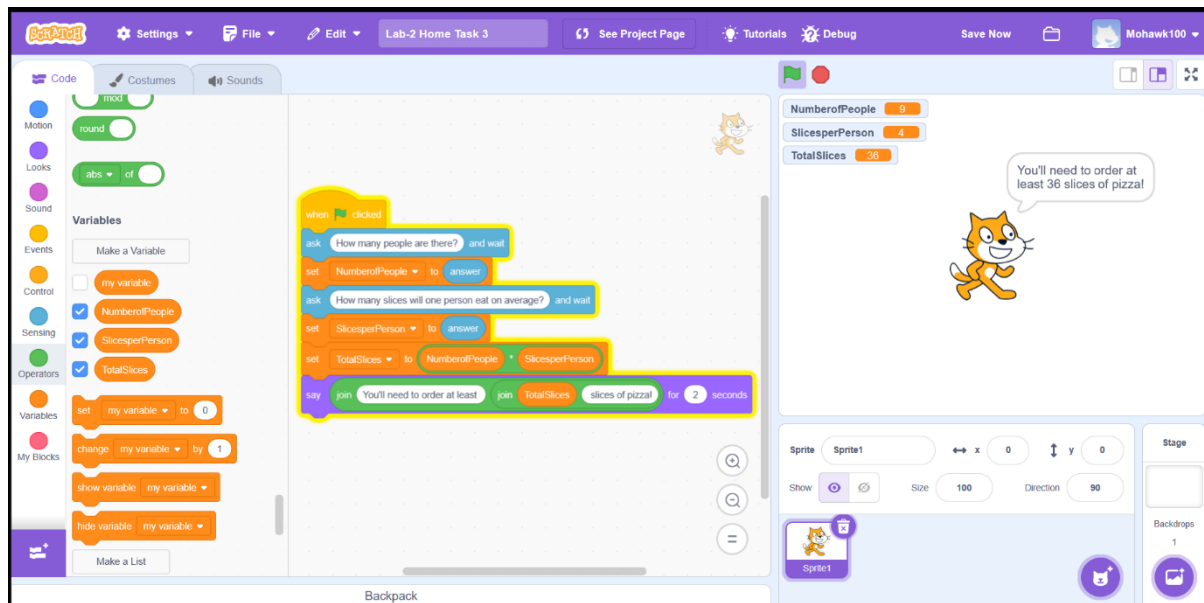 SCRATCH Settings File Edit Lab-2 Home Task 3 See Project Page Tutorials Debug Save Now Mohawk100
Code Costumes Sounds
Motion
Looks
Sound
Events
Control
Sensing
Operators
Variables
My Blocks
mod
round
abs of
Variables
Make a Variable
my variable
NumberofPeople
SlicesperPerson
TotalSlices
set my variable to 0
change my variable by 1
show variable my variable
hide variable my variable
Make a List
when clicked
ask How many people are there? and wait
set NumberofPeople to answer
ask How many slices will one person eat on average? and wait
set SlicesperPerson to answer
set TotalSlices to NumberofPeople * SlicesperPerson
say join You'll need to order at least join TotalSlices slices of pizza! for 2 seconds
Backpack
NumberofPeople 9
SlicesperPerson 4
TotalSlices 36
You'll need to order at
least 36 slices of pizza!
Sprite Sprite1 x 0 y 0
Show Size 100 Direction 90
Sprite1
Stage
Backdrops
1